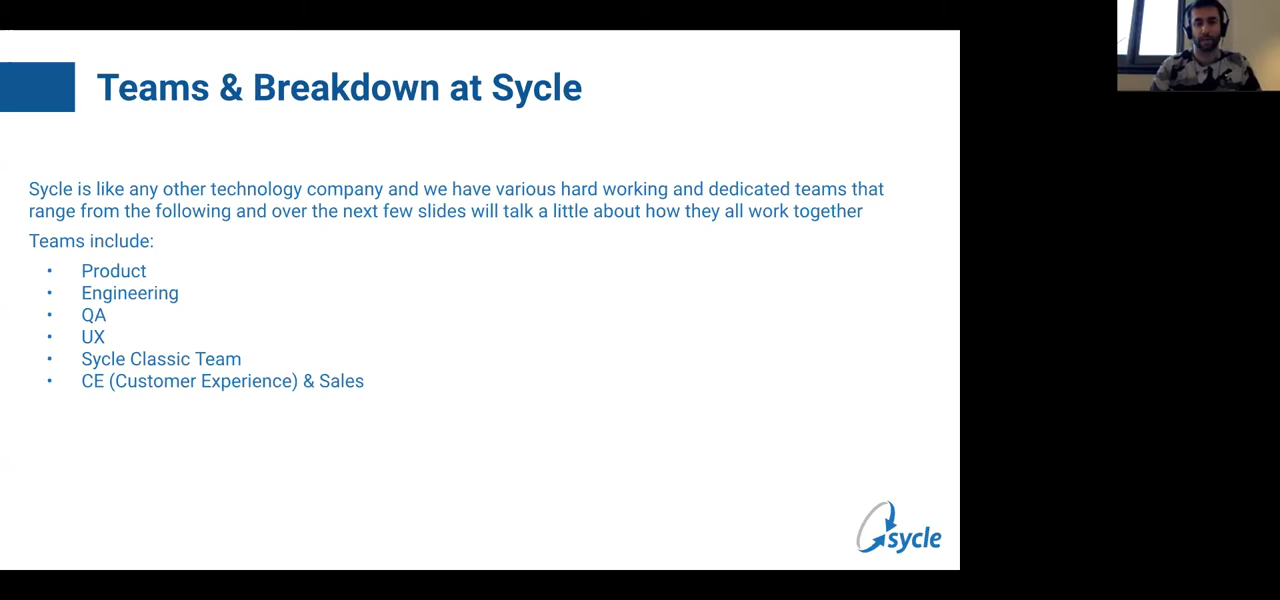 Teams & Breakdown at Sycle
Sycle is like any other technology company and we have various hard working and dedicated teams that
range from the following and over the next few slides will talk a little about how they all work together
Teams include:
• Product
• Engineering
• QA
• UX
• Sycle Classic Team
• CE (Customer Experience) & Sales
sycle